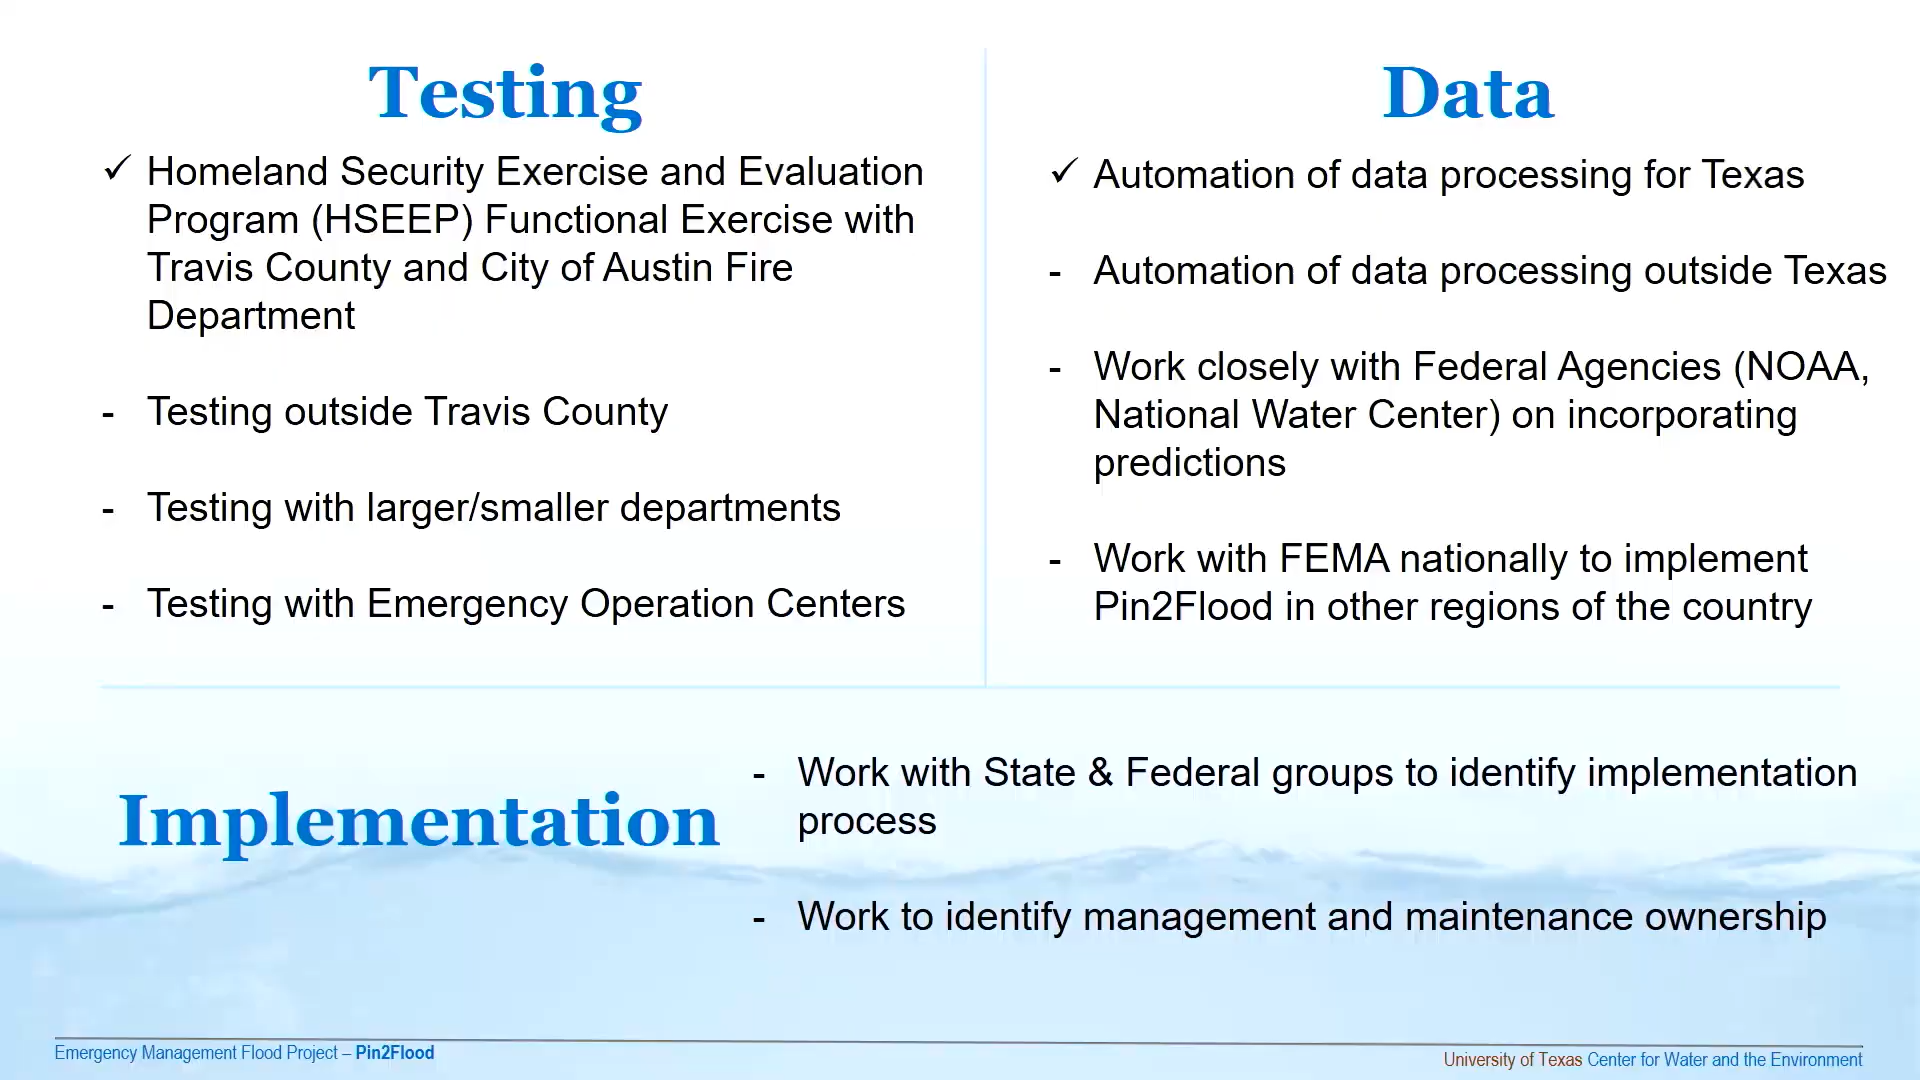 Testing
✓ Homeland Security Exercise and Evaluation
Program (HSEEP) Functional Exercise with
Travis County and City of Austin Fire
Department
- Testing outside Travis County
- Testing with larger/smaller departments
- Testing with Emergency Operation Centers
Data
✓ Automation of data processing for Texas
- Automation of data processing outside Texas
- Work closely with Federal Agencies (NOAA,
National Water Center) on incorporating
predictions
- Work with FEMA nationally to implement
Pin2Flood in other regions of the country
Implementation
- Work with State & Federal groups to identify implementation
process
- Work to identify management and maintenance ownership
Emergency Management Flood Project – Pin2Flood
University of Texas Center for Water and the Environment